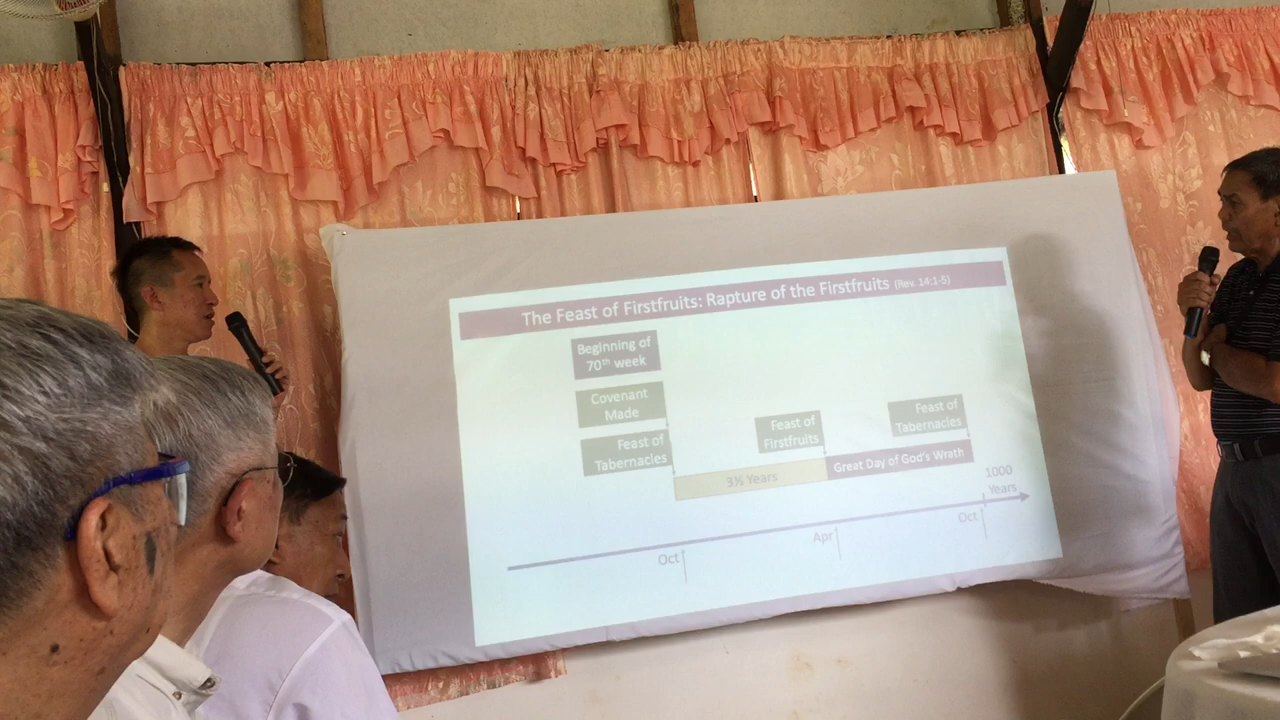 The Feast of Firstfruits: Rapture of the Firstfruits (Rev. 14:1-5)
Beginning of
70th week
Covenant
Made
Feast of
Tabernacles
Feast of
Firstfruits
Feast of
Tabernacles
3½ Years
Great Day of God's Wrath
1000
Years
Oct
Apr
Oct